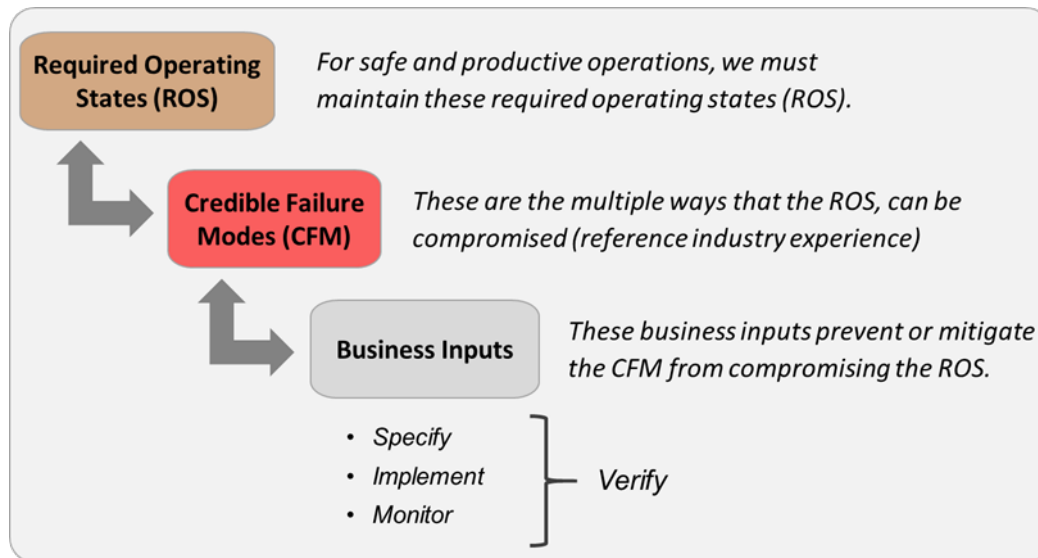 Required Operating
States (ROS)
For safe and productive operations, we must
maintain these required operating states (ROS).
Credible Failure
Modes (CFM)
These are the multiple ways that the ROS, can be
compromised (reference industry experience)
Business Inputs
These business inputs prevent or mitigate
the CFM from compromising the ROS.
• Specify
• Implement
• Monitor
Verify